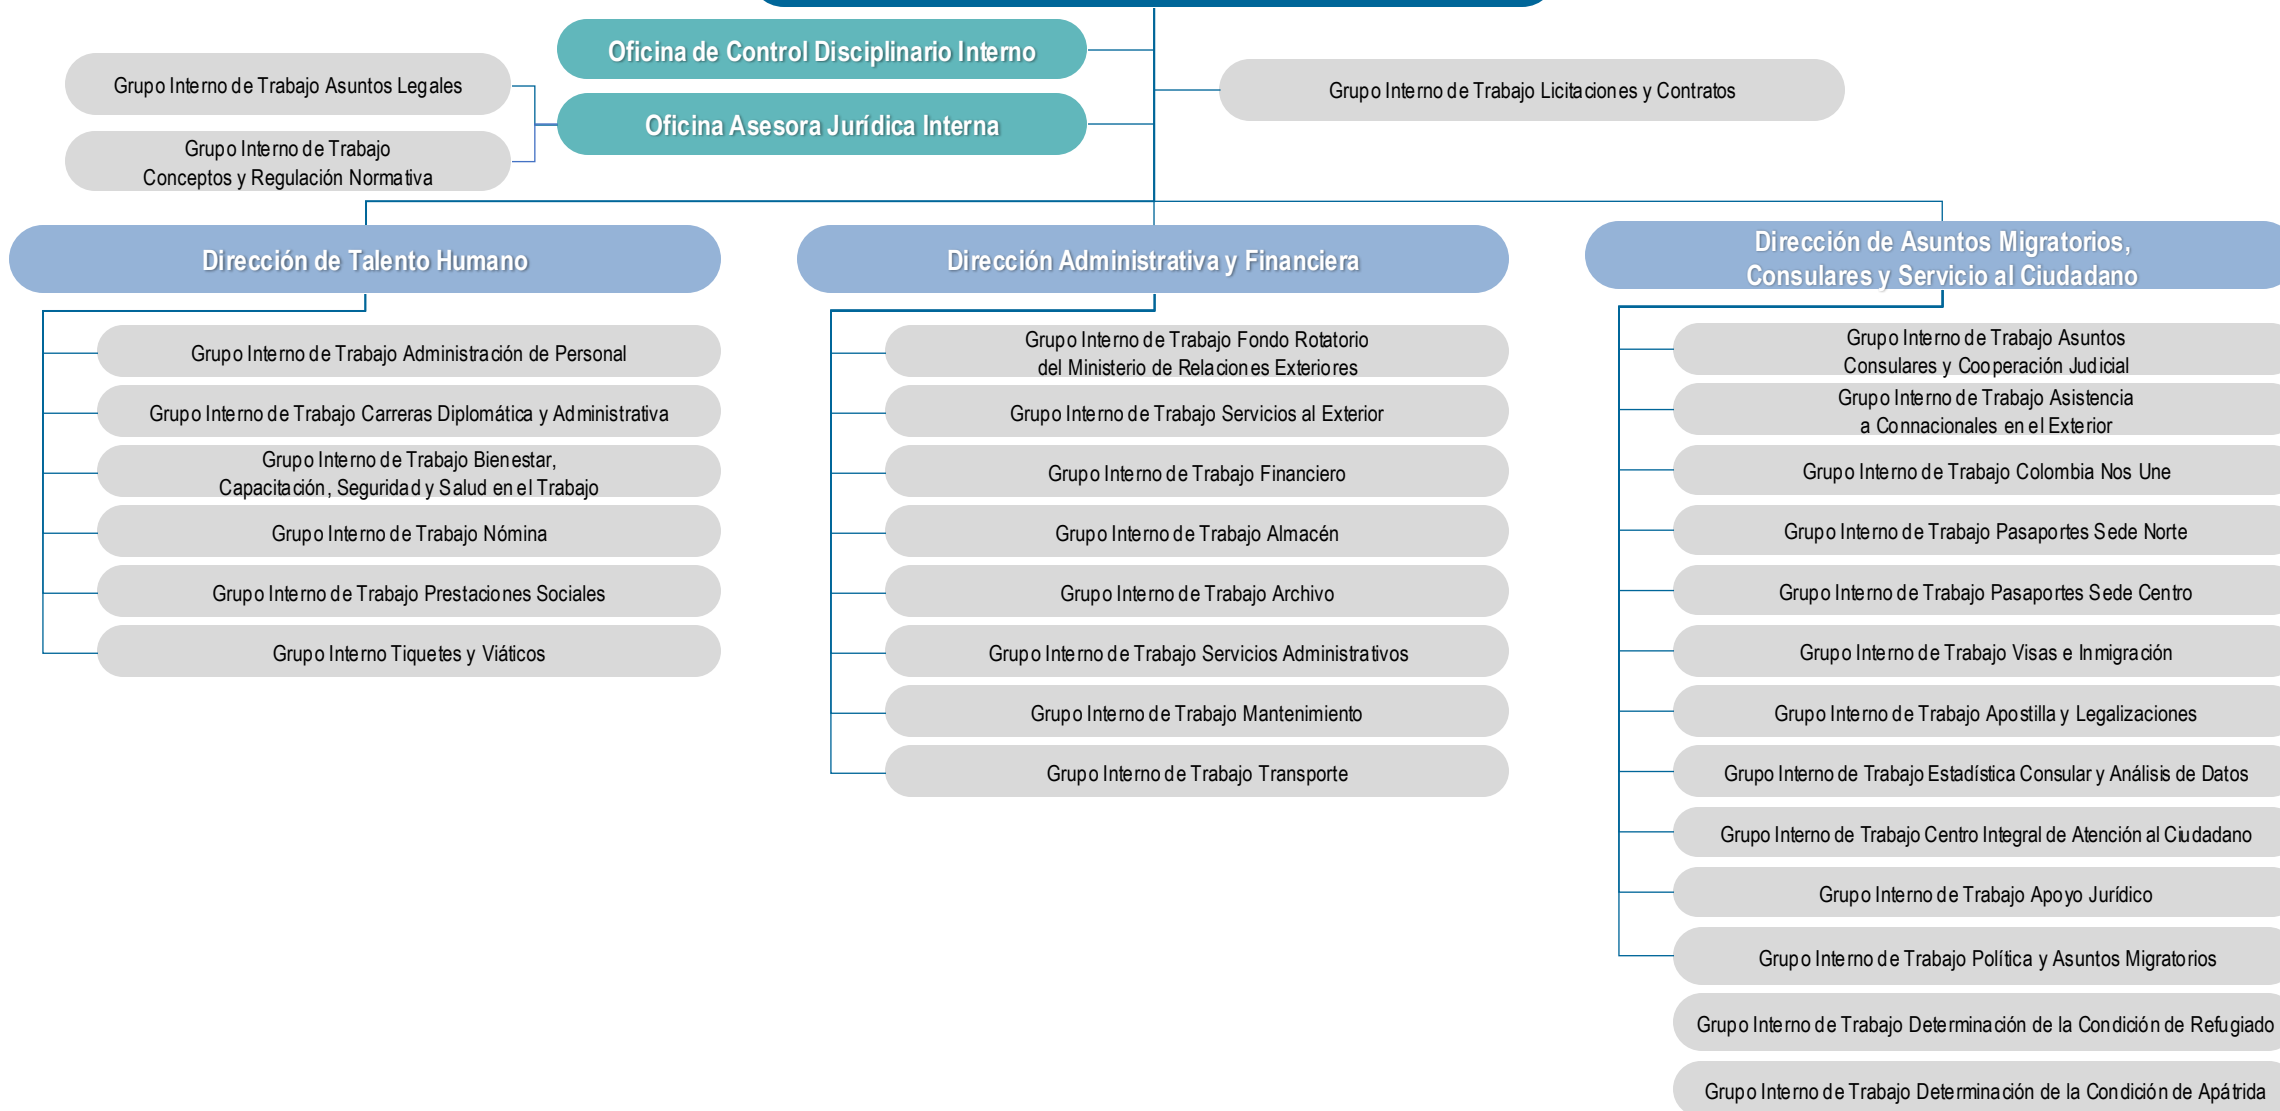 Oficina de Control Disciplinario Interno
Grupo Interno de Trabajo Asuntos Legales
Grupo Interno de Trabajo Licitaciones y Contratos
Oficina Asesora Jurídica Interna
Grupo Interno de Trabajo
Conceptos y Regulación Normativa
Dirección de Talento Humano
Grupo Interno de Trabajo Administración de Personal
Grupo Interno de Trabajo Carreras Diplomática y Administrativa
Grupo Interno de Trabajo Bienestar,
Capacitación, Seguridad y Salud en el Trabajo
Grupo Interno de Trabajo Nómina
Grupo Interno de Trabajo Prestaciones Sociales
Grupo Interno Tiquetes y Viáticos
Dirección Administrativa y Financiera
Grupo Interno de Trabajo Fondo Rotatorio
del Ministerio de Relaciones Exteriores
Grupo Interno de Trabajo Servicios al Exterior
Grupo Interno de Trabajo Financiero
Grupo Interno de Trabajo Almacén
Grupo Interno de Trabajo Archivo
Grupo Interno de Trabajo Servicios Administrativos
Grupo Interno de Trabajo Mantenimiento
Grupo Interno de Trabajo Transporte
Dirección de Asuntos Migratorios,
Consulares y Servicio al Ciudadano
Grupo Interno de Trabajo Asuntos
Consulares y Cooperación Judicial
Grupo Interno de Trabajo Asistencia
a Connacionales en el Exterior
Grupo Interno de Trabajo Colombia Nos Une
Grupo Interno de Trabajo Pasaportes Sede Norte
Grupo Interno de Trabajo Pasaportes Sede Centro
Grupo Interno de Trabajo Visas e Inmigración
Grupo Interno de Trabajo Apostilla y Legalizaciones
Grupo Interno de Trabajo Estadística Consular y Análisis de Datos
Grupo Interno de Trabajo Centro Integral de Atención al Ciudadano
Grupo Interno de Trabajo Apoyo Jurídico
Grupo Interno de Trabajo Política y Asuntos Migratorios
Grupo Interno de Trabajo Determinación de la Condición de Refugiado
Grupo Interno de Trabajo Determinación de la Condición de Apátrida